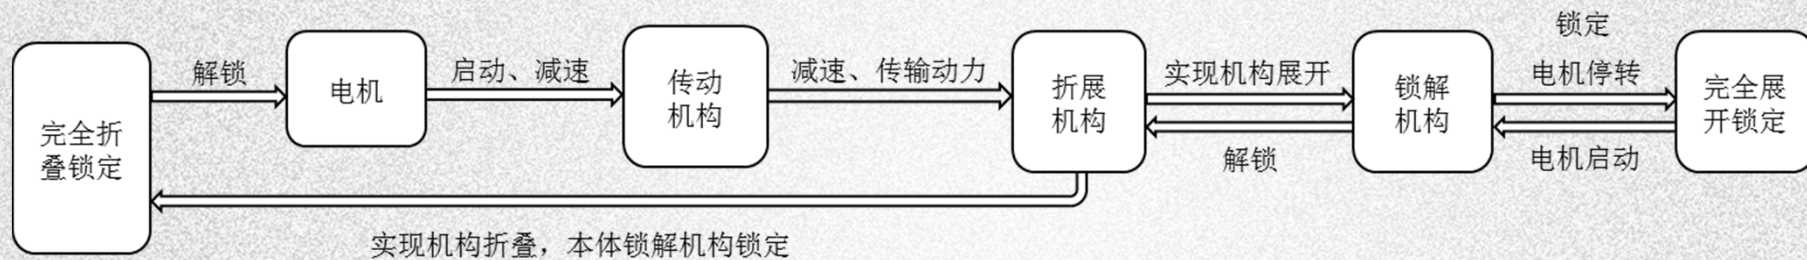 完全折
叠锁定
解锁
电机
启动、减速
传动
机构
减速、传输动力
折展
机构
实现机构展开
解锁
锁解
机构
锁定
电机停转
电机启动
完全展
开锁定
实现机构折叠，本体锁解机构锁定